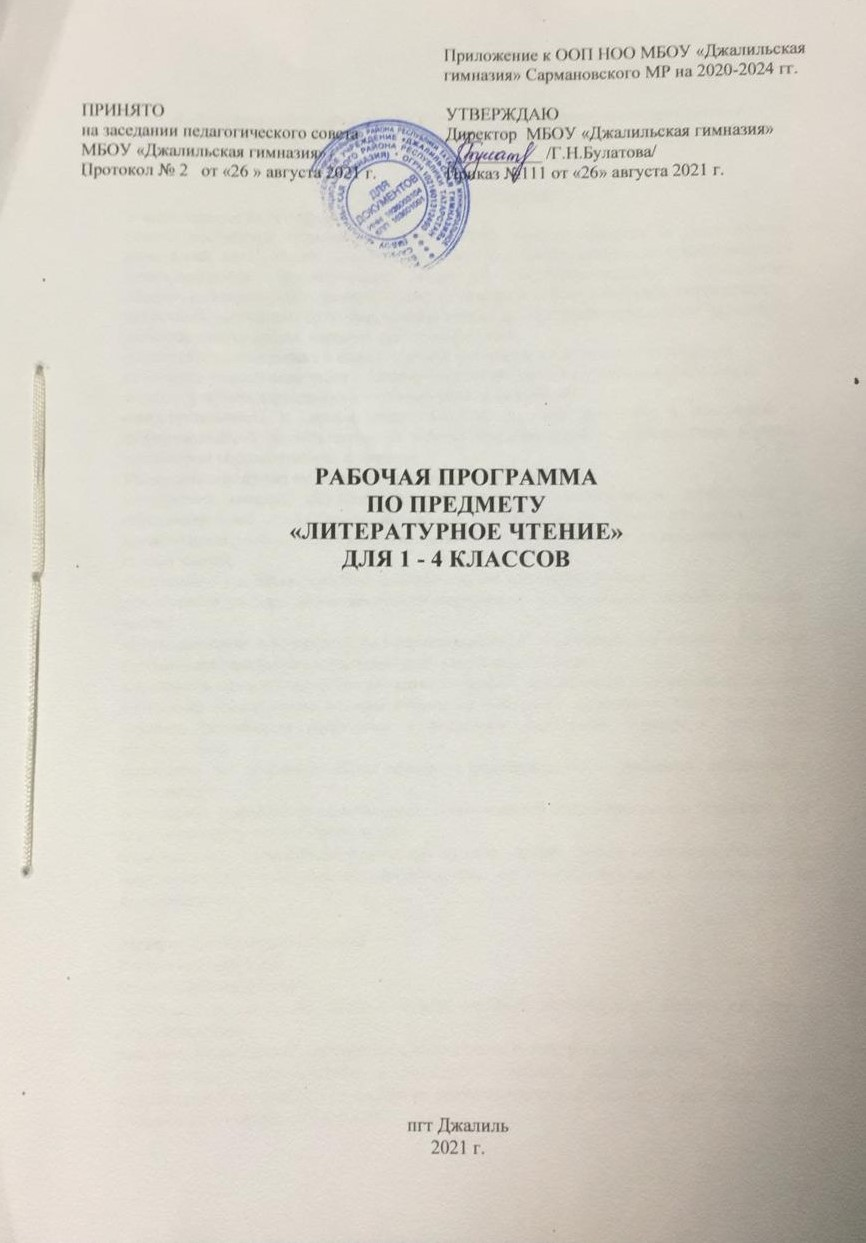 Приложение к ООП НОО МБОУ «Джалильская
гимназия» Сармановского МР на 2020-2024 гг.
ПРИНЯТО
на заседании педагогического совета
МБОУ «Джалильская гимназия»
Протокол № 2 от «26 » августа 2021 г.
УТВЕРЖДАЮ
Директор МБОУ «Джалильская гимназия»
/Г.Н.Булатова/
Приказ №111 от «26» августа 2021 г.
ДЛЯ
ДОКУМЕНТОВ
РАБОЧАЯ ПРОГРАММА
ПО ПРЕДМЕТУ
«ЛИТЕРАТУРНОЕ ЧТЕНИЕ»
ДЛЯ 1 - 4 КЛАССОВ
пгт Джалиль
2021 г.